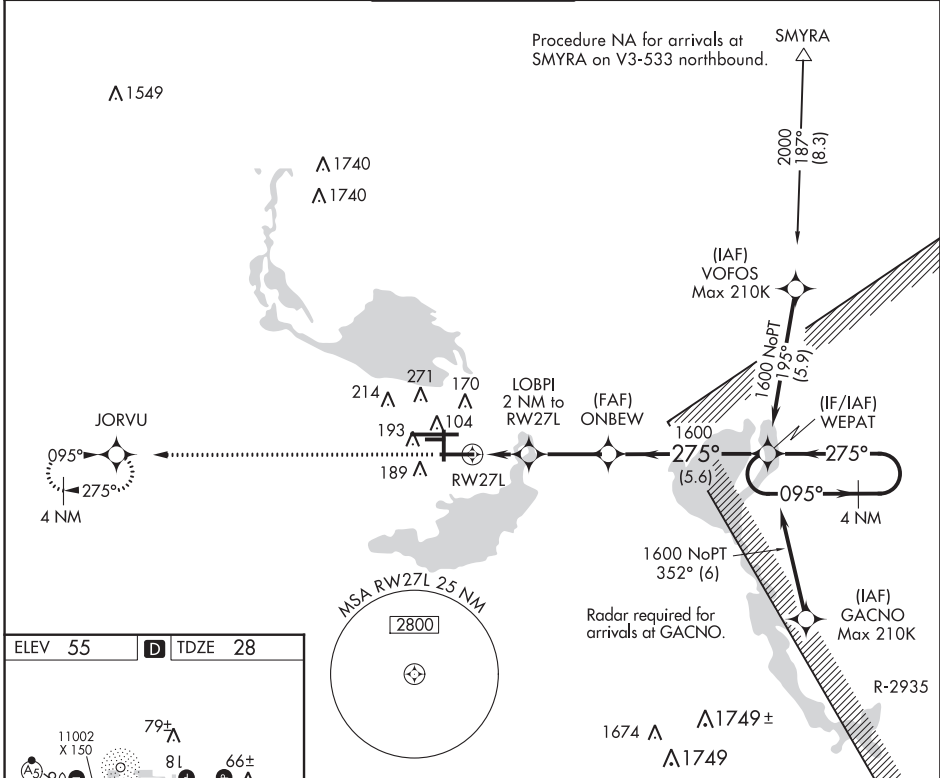 Procedure NA for arrivals at
SMYRA on V3-533 northbound.
SMYRA
1549
2000
187°
(8.3)
1740
1740
(IAF)
VOFOS
Max 210K
1600 NoPT
195°
(5.9)
271
170
214
LOBPI
2 NM to
RW27L
(FAF)
ONBEW
(IF/IAF)
WEPAT
JORVU
104
193
1600
095°
275°
275°
189
RW27L
(5.6)
275°
095°
4 NM
4 NM
1600 NoPT
352° (6)
MSA RW27L 25 NM
2800
Radar required for
arrivals at GACNO.
(IAF)
GACNO
Max 210K
ELEV 55
D
TDZE 28
R-2935
79±
1749±
1674
11002
X 150
1749
66±
A5